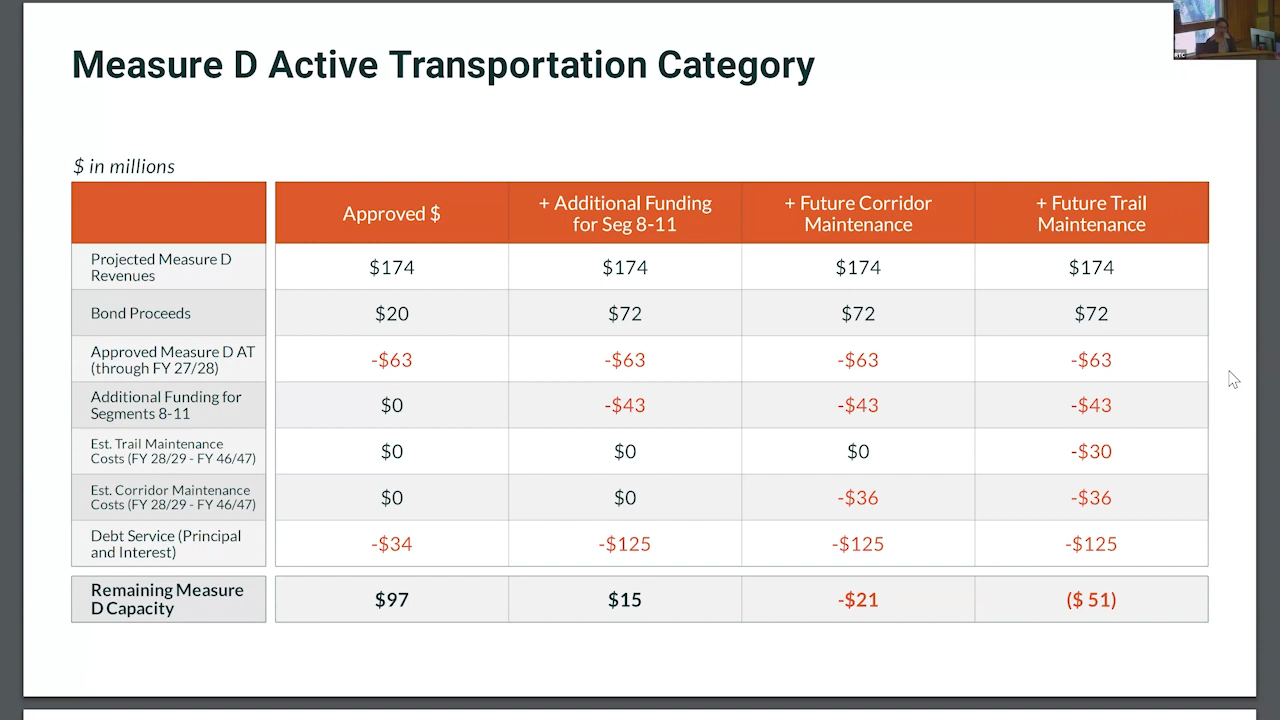 Measure D Active Transportation Category
RTC
$ in millions
Approved $
+ Additional Funding
for Seg 8-11
+ Future Corridor
Maintenance
+ Future Trail
Maintenance
Projected Measure D
Revenues
$174
$174
$174
$174
Bond Proceeds
$20
$72
$72
$72
Approved Measure D AT
(through FY 27/28)
-$63
-$63
-$63
-$63
Additional Funding for
Segments 8-11
$0
-$43
-$43
-$43
Est. Trail Maintenance
Costs (FY 28/29 - FY 46/47)
$0
$0
$0
-$30
Est. Corridor Maintenance
Costs (FY 28/29 - FY 46/47)
$0
$0
-$36
-$36
Debt Service (Principal
and Interest)
-$34
-$125
-$125
-$125
Remaining Measure
D Capacity
$97
$15
-$21
($ 51)